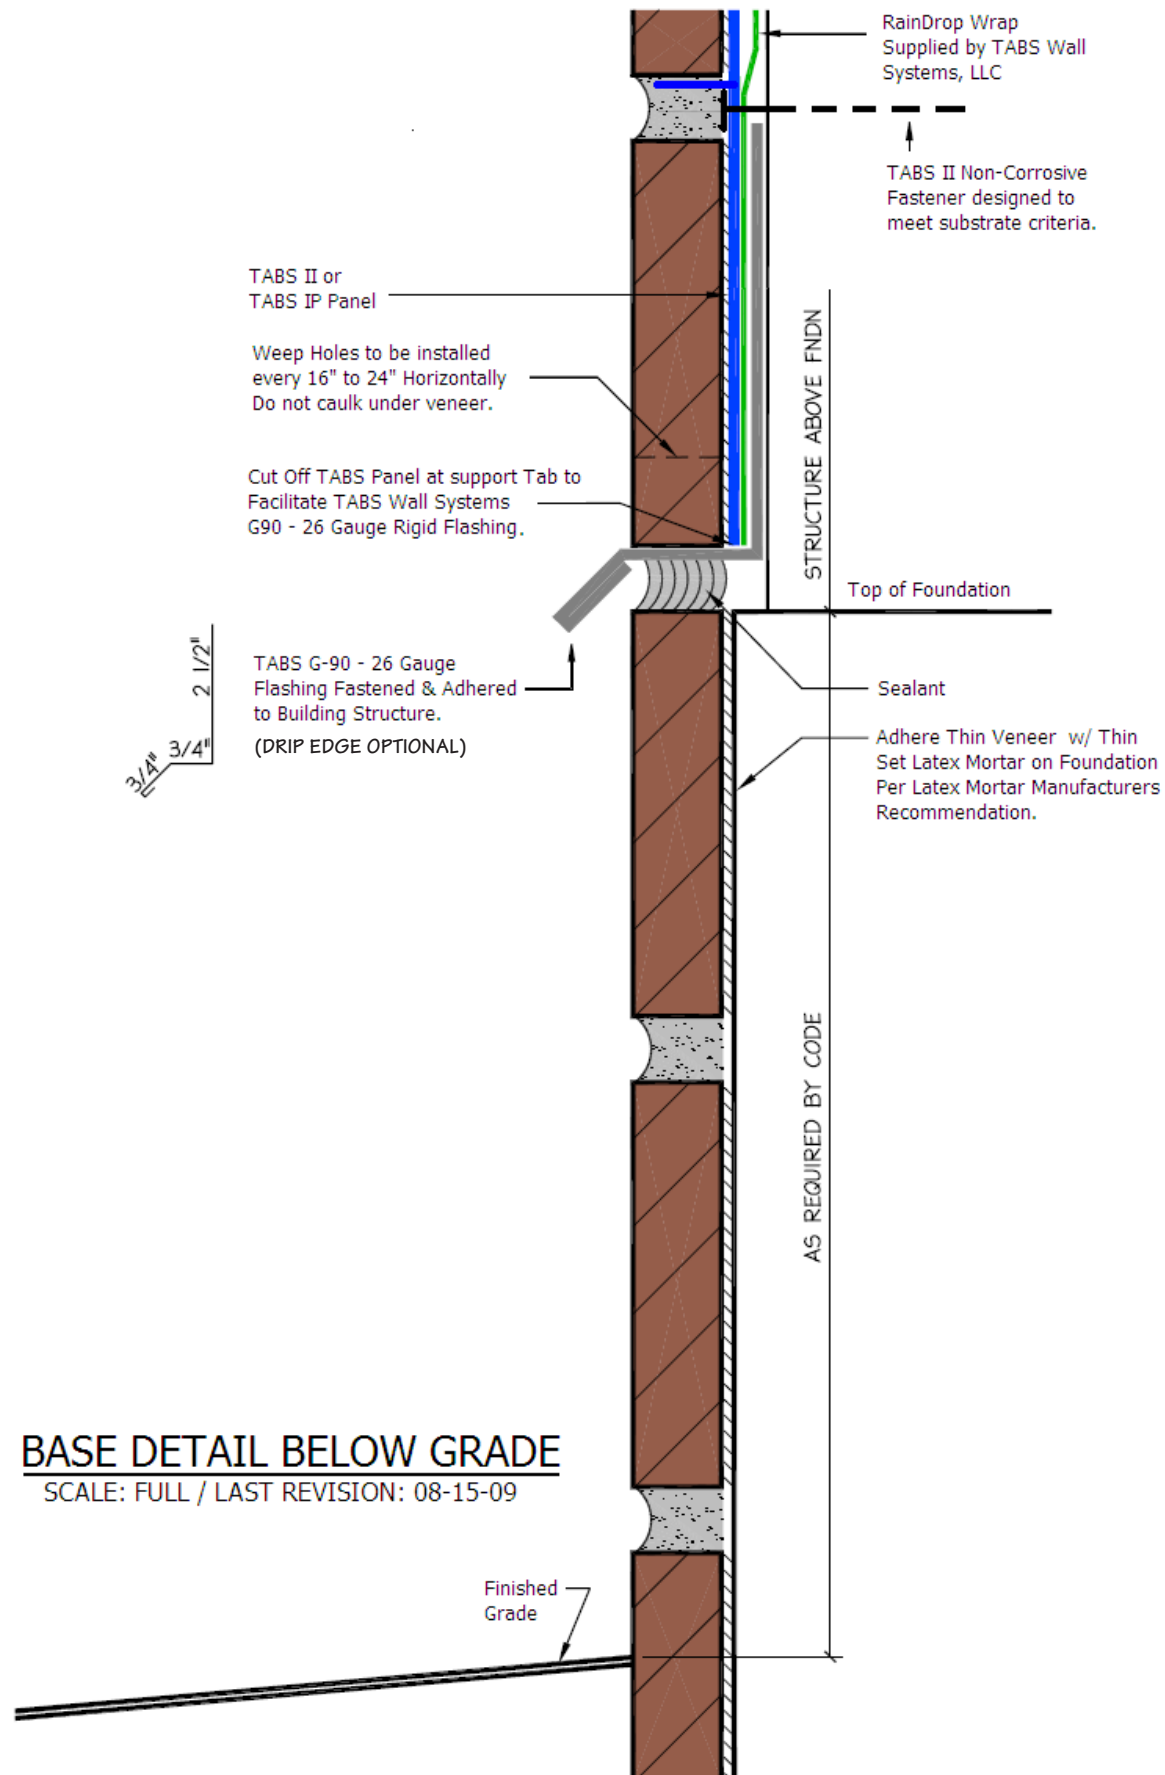 RainDrop Wrap
Supplied by TABS Wall
Systems, LLC
TABS II Non-Corrosive
Fastener designed to
meet substrate criteria.
TABS II or
TABS IP Panel
Weep Holes to be installed
every 16" to 24" Horizontally
Do not caulk under veneer.
Cut Off TABS Panel at support Tab to
Facilitate TABS Wall Systems
G90 - 26 Gauge Rigid Flashing.
STRUCTURE ABOVE FNDN
Top of Foundation
2 1/2"
3/4"
3/4"
TABS G-90 - 26 Gauge
Flashing Fastened & Adhered
to Building Structure.
(DRIP EDGE OPTIONAL)
Sealant
Adhere Thin Veneer w/ Thin
Set Latex Mortar on Foundation
Per Latex Mortar Manufacturers
Recommendation.
AS REQUIRED BY CODE
BASE DETAIL BELOW GRADE
SCALE: FULL / LAST REVISION: 08-15-09
Finished
Grade